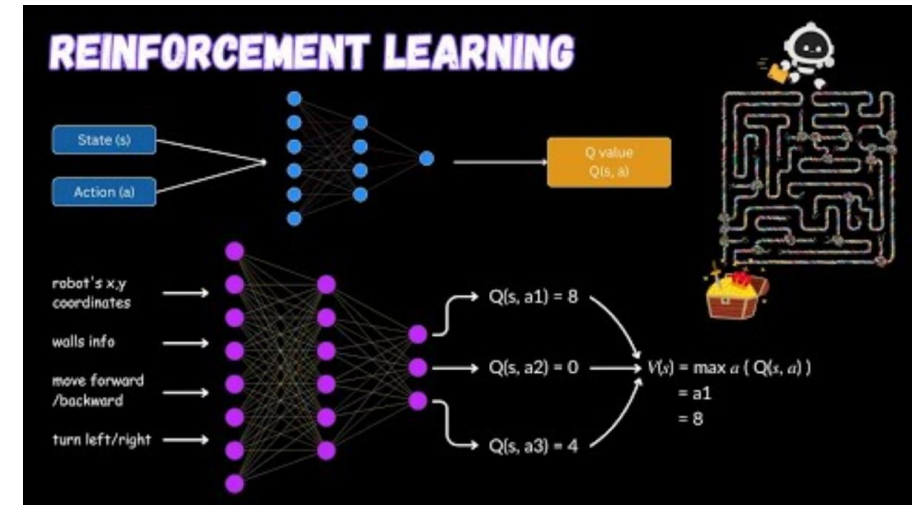 REINFORCEMENT LEARNING
State (s)
Action (a)
Q value
Q(s, a)
robot's x,y
coordinates
walls info
move forward
/backward
turn left/right
Q(s, a1) = 8
Q(s, a2) = 0
Q(s, a3) = 4
V(s) = max a ( Q(s, a) )
= a1
= 8